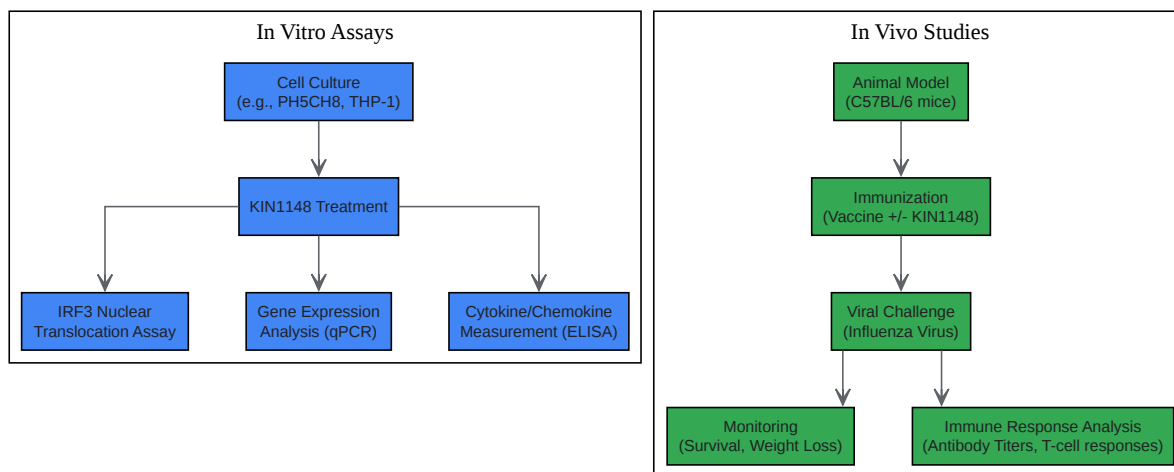 In Vitro Assays
Cell Culture
(e.g., PH5CH8, THP-1)
KIN1148 Treatment
IRF3 Nuclear
Translocation Assay
Gene Expression
Analysis (qPCR)
Cytokine/Chemokine
Measurement (ELISA)
In Vivo Studies
Animal Model
(C57BL/6 mice)
Immunization
(Vaccine +/- KIN1148)
Viral Challenge
(Influenza Virus)
Monitoring
(Survival, Weight Loss)
Immune Response Analysis
(Antibody Titers, T-cell responses)